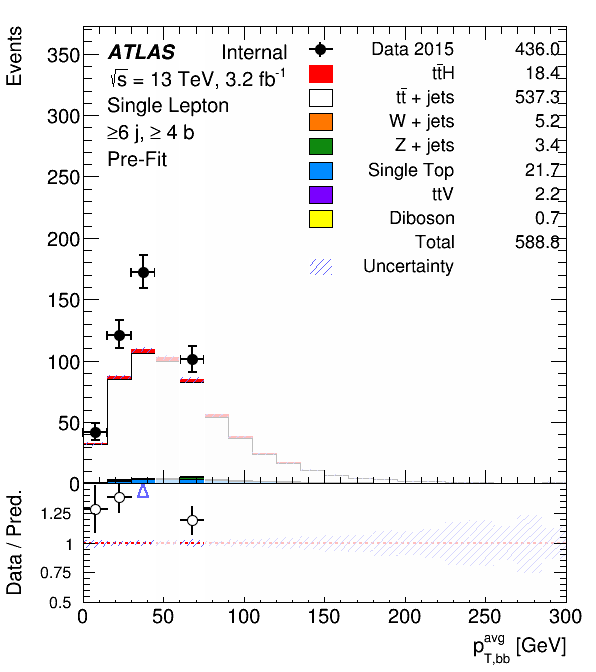 Events
350
300
250
200
150
100
50
0
ATLAS Internal
√s = 13 TeV, 3.2 fb⁻¹
Single Lepton
≥6 j, ≥ 4 b
Pre-Fit
Data 2015 436.0
tt̄H 18.4
tt̄ + jets 537.3
W + jets 5.2
Z + jets 3.4
Single Top 21.7
ttV 2.2
Diboson 0.7
Total 588.8
Uncertainty
Data / Pred.
1.25
1
0.75
0.5
0 50 100 150 200 250 300
p_{T,bb}^{avg} [GeV]